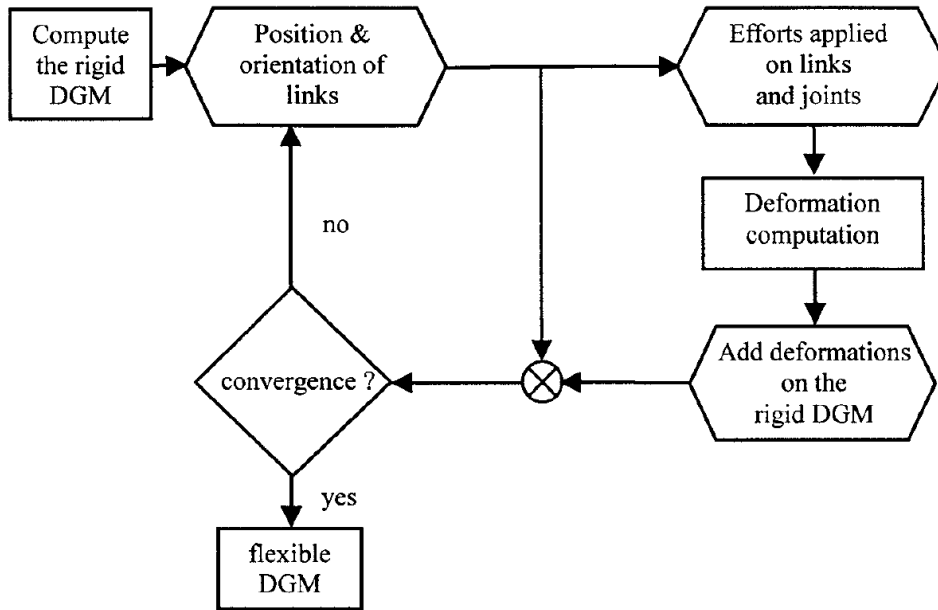 Compute
the rigid
DGM
Position &
orientation of
links
Efforts applied
on links
and joints
Deformation
computation
no
Add deformations
on the
rigid DGM
convergence ?
yes
flexible
DGM